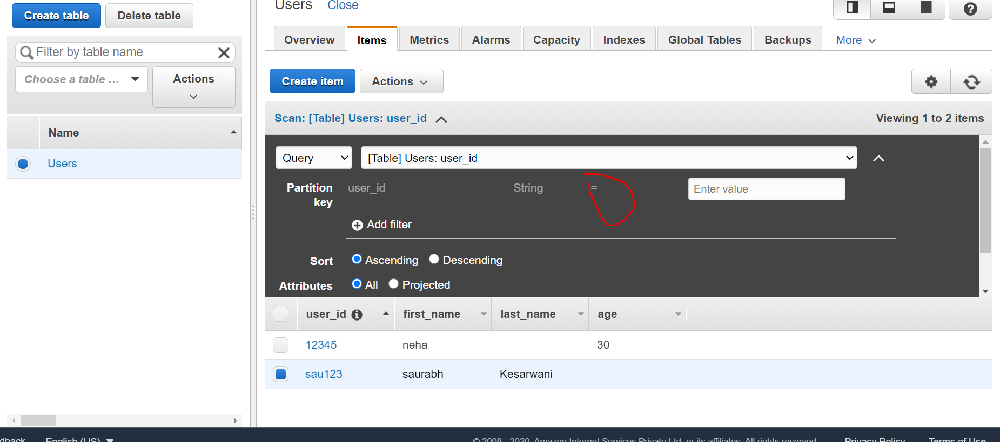 Create table Delete table
Filter by table name
Choose a table ... Actions
Name
Users
Users Close
Overview Items Metrics Alarms Capacity Indexes Global Tables Backups More
Create item Actions
Scan: [Table] Users: user_id Viewing 1 to 2 items
Query [Table] Users: user_id
Partition key user_id String = Enter value
Add filter
Sort Ascending Descending
Attributes All Projected
user_id first_name last_name age
12345 neha 30
sau123 saurabh Kesarwani
dback English (US) © 2008 - 2020, Amazon Internet Services Private Ltd. or its affiliates. All rights reserved. Privacy Policy Terms of Use